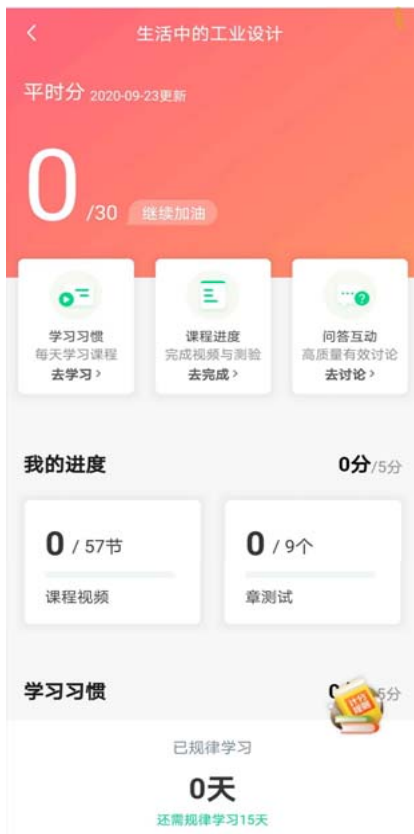 生活中的工业设计
平时分 2020-09-23更新
0/30 继续加油
学习习惯
每天学习课程
去学习>
课程进度
完成视频与测验
去完成>
问答互动
高质量有效讨论
去讨论>
我的进度 0分/5分
0 / 57节
课程视频
0 / 9个
章测试
学习习惯 5分
已规律学习
0天
还需规律学习15天